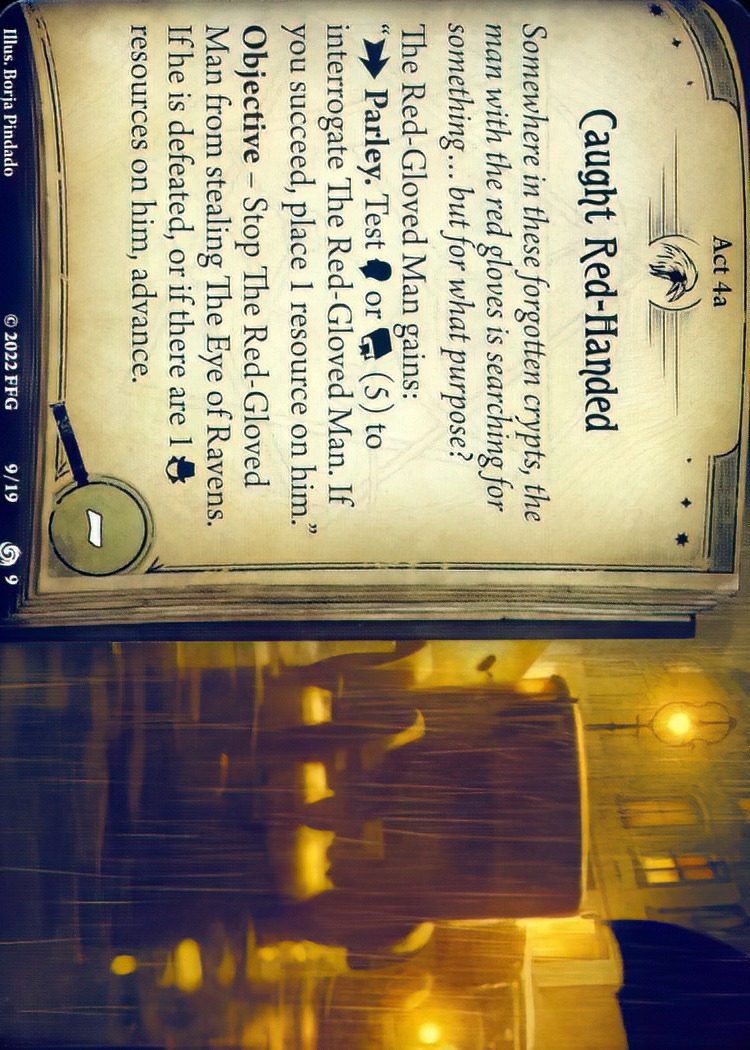 Act 4a
Caught Red-Handed
Somewhere in these forgotten crypts, the
man with the red gloves is searching for
something… but for what purpose?
The Red-Gloved Man gains:
“ Parley. Test or (5) to
interrogate The Red-Gloved Man. If
you succeed, place 1 resource on him.”
Objective – Stop The Red-Gloved
Man from stealing The Eye of Ravens.
If he is defeated, or if there are 1
resources on him, advance.
–
Illus. Borja Pindado
© 2022 FFG
9/19
9